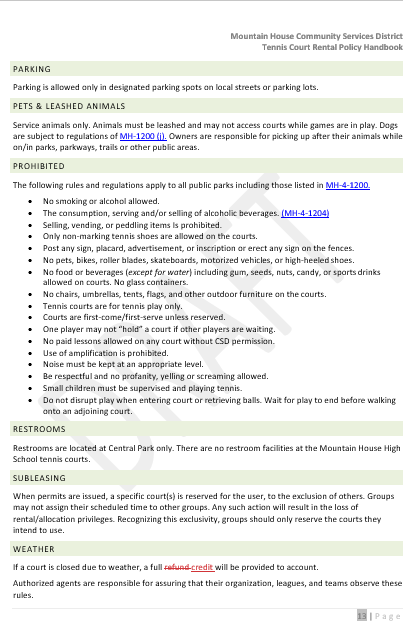 Mountain House Community Services District
Tennis Court Rental Policy Handbook
PARKING
Parking is allowed only in designated parking spots on local streets or parking lots.
PETS & LEASHED ANIMALS
Service animals only. Animals must be leashed and may not access courts while games are in play. Dogs
are subject to regulations of MH-1200 (j). Owners are responsible for picking up after their animals while
on/in parks, parkways, trails or other public areas.
PROHIBITED
The following rules and regulations apply to all public parks including those listed in MH-4-1200.
• No smoking or alcohol allowed.
• The consumption, serving and/or selling of alcoholic beverages. (MH-4-1204)
• Selling, vending, or peddling items Is prohibited.
• Only non-marking tennis shoes are allowed on the courts.
• Post any sign, placard, advertisement, or inscription or erect any sign on the fences.
• No pets, bikes, roller blades, skateboards, motorized vehicles, or high-heeled shoes.
• No food or beverages (except for water) including gum, seeds, nuts, candy, or sports drinks
allowed on courts. No glass containers.
• No chairs, umbrellas, tents, flags, and other outdoor furniture on the courts.
• Tennis courts are for tennis play only.
• Courts are first-come/first-serve unless reserved.
• One player may not “hold” a court if other players are waiting.
• No paid lessons allowed on any court without CSD permission.
• Use of amplification is prohibited.
• Noise must be kept at an appropriate level.
• Be respectful and no profanity, yelling or screaming allowed.
• Small children must be supervised and playing tennis.
• Do not disrupt play when entering court or retrieving balls. Wait for play to end before walking
onto an adjoining court.
RESTROOMS
Restrooms are located at Central Park only. There are no restroom facilities at the Mountain House High
School tennis courts.
SUBLEASING
When permits are issued, a specific court(s) is reserved for the user, to the exclusion of others. Groups
may not assign their scheduled time to other groups. Any such action will result in the loss of
rental/allocation privileges. Recognizing this exclusivity, groups should only reserve the courts they
intend to use.
WEATHER
If a court is closed due to weather, a full refund credit will be provided to account.
Authorized agents are responsible for assuring that their organization, leagues, and teams observe these
rules.
13 | Page
DRAFT